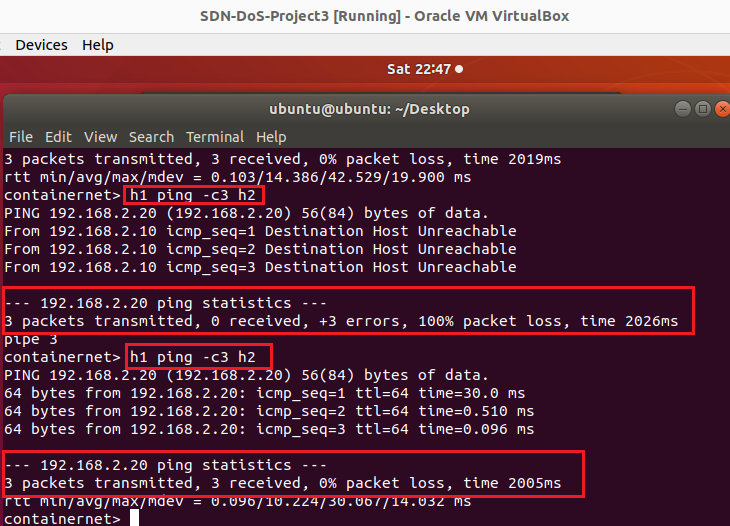 SDN-DoS-Project3 [Running] - Oracle VM VirtualBox
Devices Help
Sat 22:47
ubuntu@ubuntu: ~/Desktop
File Edit View Search Terminal Help
3 packets transmitted, 3 received, 0% packet loss, time 2019ms
rtt min/avg/max/mdev = 0.103/14.386/42.529/19.900 ms
containernet> h1 ping -c3 h2
PING 192.168.2.20 (192.168.2.20) 56(84) bytes of data.
From 192.168.2.10 icmp_seq=1 Destination Host Unreachable
From 192.168.2.10 icmp_seq=2 Destination Host Unreachable
From 192.168.2.10 icmp_seq=3 Destination Host Unreachable
--- 192.168.2.20 ping statistics ---
3 packets transmitted, 0 received, +3 errors, 100% packet loss, time 2026ms
pipe 3
containernet> h1 ping -c3 h2
PING 192.168.2.20 (192.168.2.20) 56(84) bytes of data.
64 bytes from 192.168.2.20: icmp_seq=1 ttl=64 time=30.0 ms
64 bytes from 192.168.2.20: icmp_seq=2 ttl=64 time=0.510 ms
64 bytes from 192.168.2.20: icmp_seq=3 ttl=64 time=0.096 ms
--- 192.168.2.20 ping statistics ---
3 packets transmitted, 3 received, 0% packet loss, time 2005ms
rtt min/avg/max/mdev = 0.096/10.224/30.067/14.032 ms
containernet>